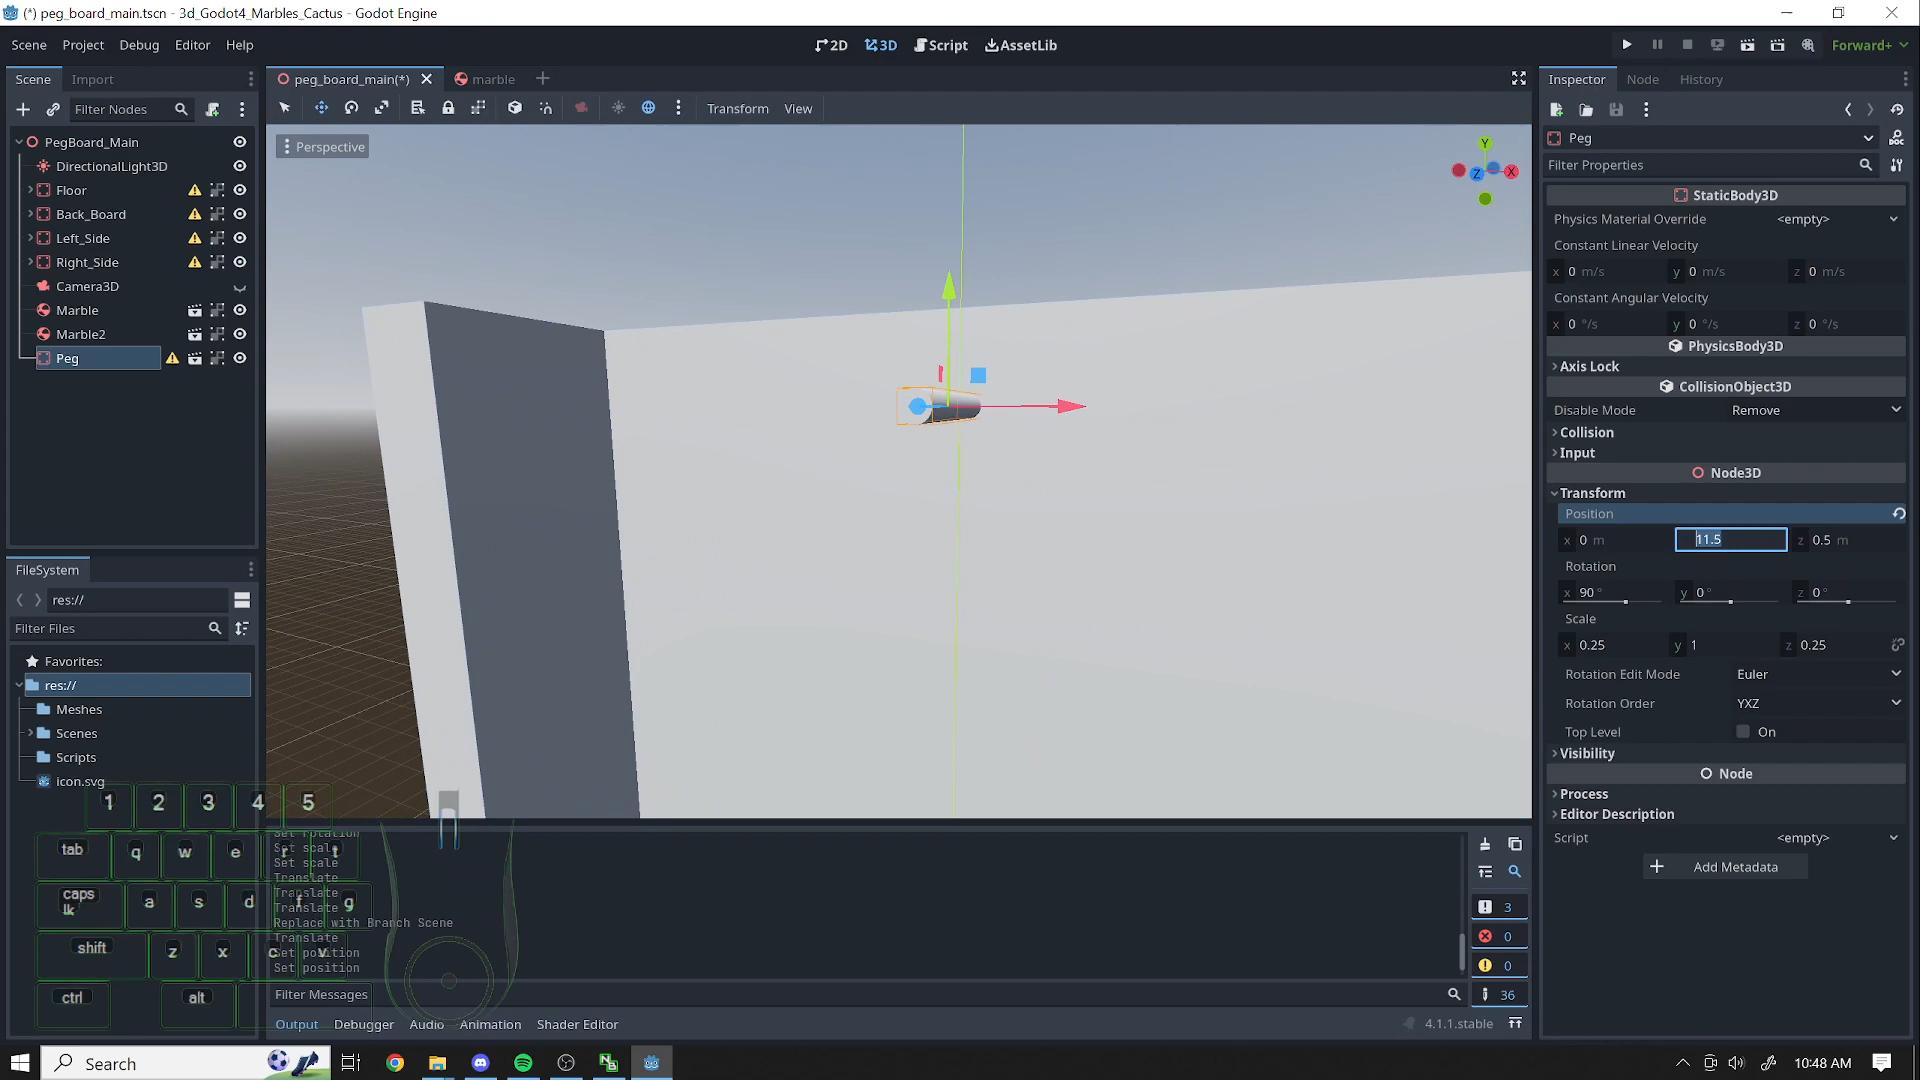 (*) peg_board_main.tscn - 3d_Godot4_Marbles_Cactus - Godot Engine
Scene Project Debug Editor Help
2D 3D Script AssetLib
Forward+
Scene Import
peg_board_main(*) marble
Inspector Node History
Filter Nodes
Transform View
PegBoard_Main
DirectionalLight3D
Floor
Back_Board
Left_Side
Right_Side
Camera3D
Marble
Marble2
Peg
Perspective
Y
Z X
Peg
Filter Properties
StaticBody3D
Physics Material Override <empty>
Constant Linear Velocity
x 0 m/s y 0 m/s z 0 m/s
Constant Angular Velocity
x 0 °/s y 0 °/s z 0 °/s
PhysicsBody3D
Axis Lock
CollisionObject3D
Disable Mode Remove
Collision
Input
Node3D
Transform
Position
x 0 m 11.5 z 0.5 m
Rotation
x 90 ° y 0 ° z 0 °
Scale
x 0.25 y 1 z 0.25
Rotation Edit Mode Euler
Rotation Order YXZ
Top Level On
Visibility
Node
Process
Editor Description
Script <empty>
Add Metadata
FileSystem
res://
Filter Files
Favorites:
res://
Meshes
Scenes
Scripts
icon.svg
1 2 3 4 5
tab q w e r t
caps lk a s d f g
shift z x c v
ctrl alt
Set rotation
Set scale
Set scale
Translate
Translate
Translate
Replace with Branch Scene
Translate
Set position
Set position
3
0
0
36
Filter Messages
Output Debugger Audio Animation Shader Editor
4.1.1.stable
Search
10:48 AM